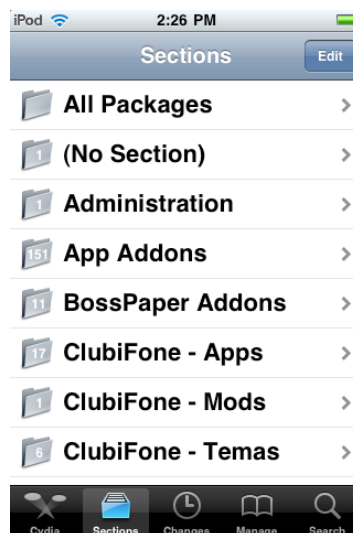 iPod 2:26 PM
Sections Edit
All Packages
1 (No Section)
1 Administration
151 App Addons
11 BossPaper Addons
17 ClubiFone - Apps
1 ClubiFone - Mods
6 ClubiFone - Temas
Cydia Sections Changes Manage Search